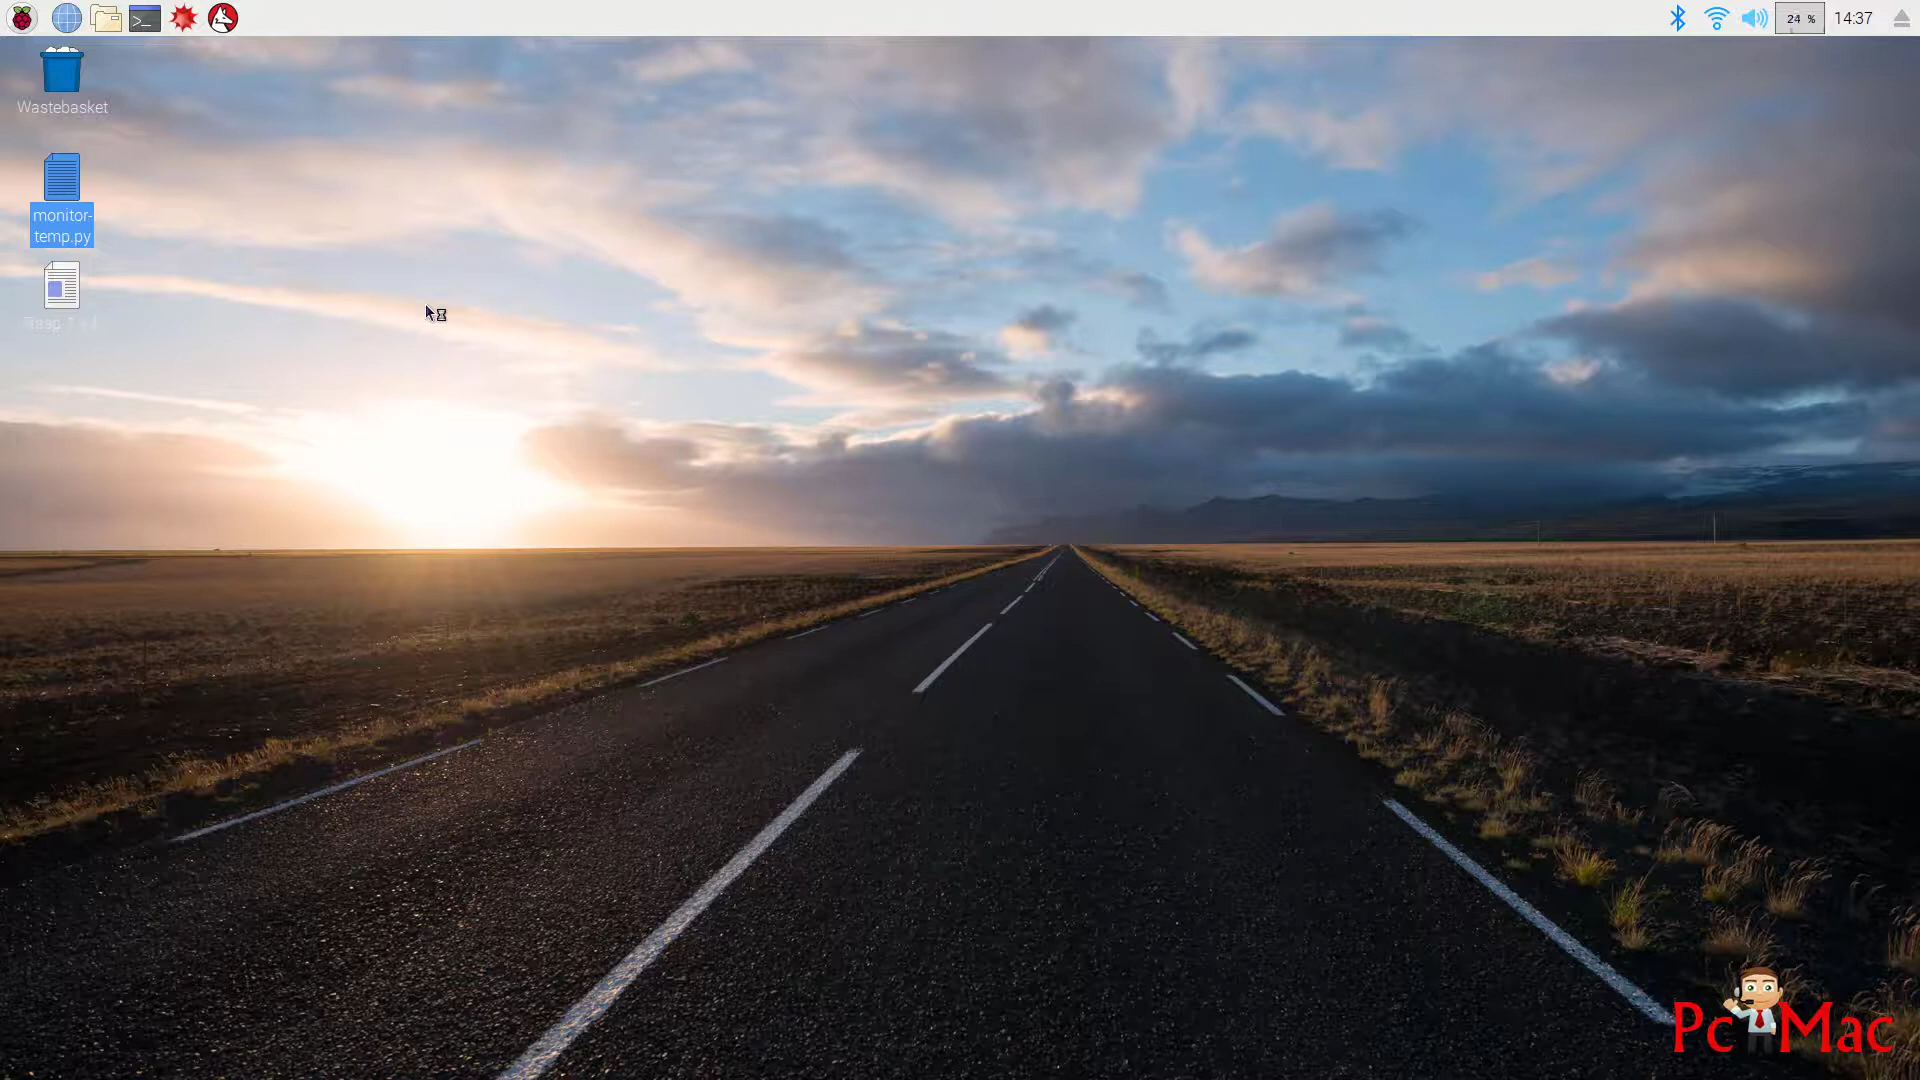 24 %
14:37
Wastebasket
monitor-
temp.py
Pc Mac